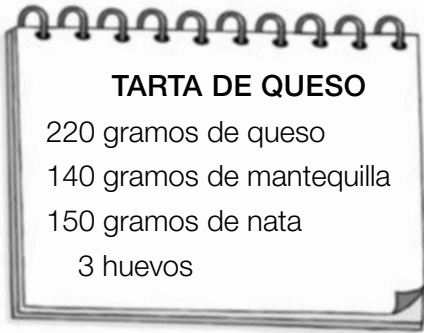 TARTA DE QUESO
220 gramos de queso
140 gramos de mantequilla
150 gramos de nata
3 huevos